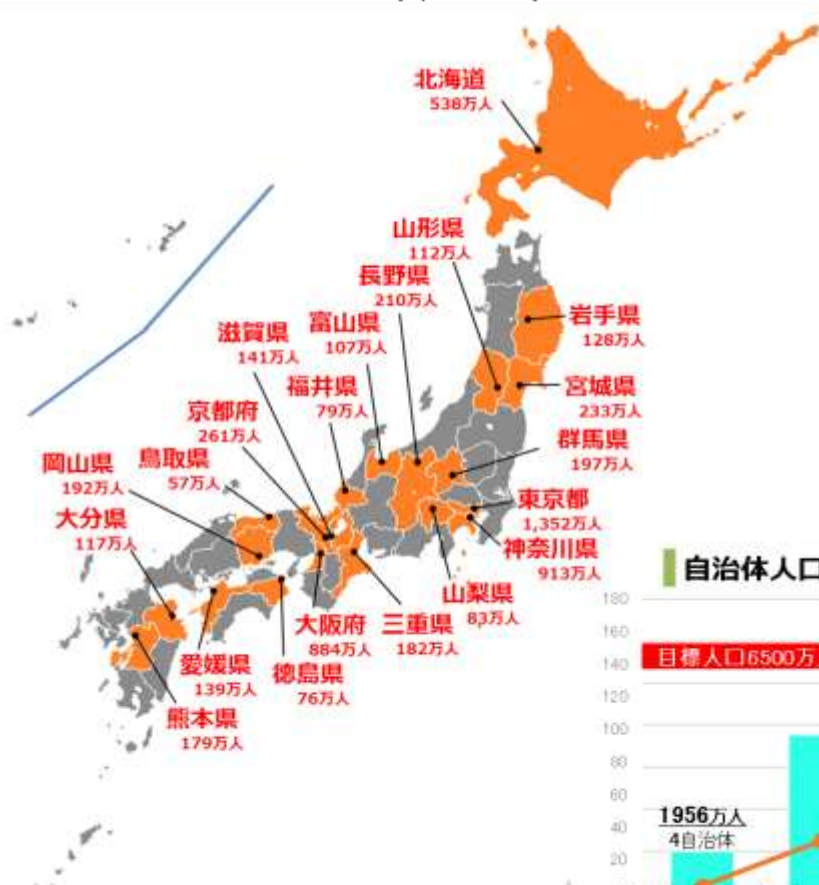 北海道
538万人
山形県
112万人
長野県
210万人
岩手県
128万人
富山県
107万人
滋賀県
141万人
福井県
79万人
宮城県
233万人
京都府
261万人
群馬県
197万人
鳥取県
57万人
岡山県
192万人
東京都
1,352万人
大分県
117万人
神奈川県
913万人
山梨県
83万人
大阪府
884万人
三重県
182万人
愛媛県
139万人
徳島県
76万人
熊本県
179万人
自治体人口
180
160
目標人口6500万
140
120
100
80
60
1956万人
40
4自治体
20